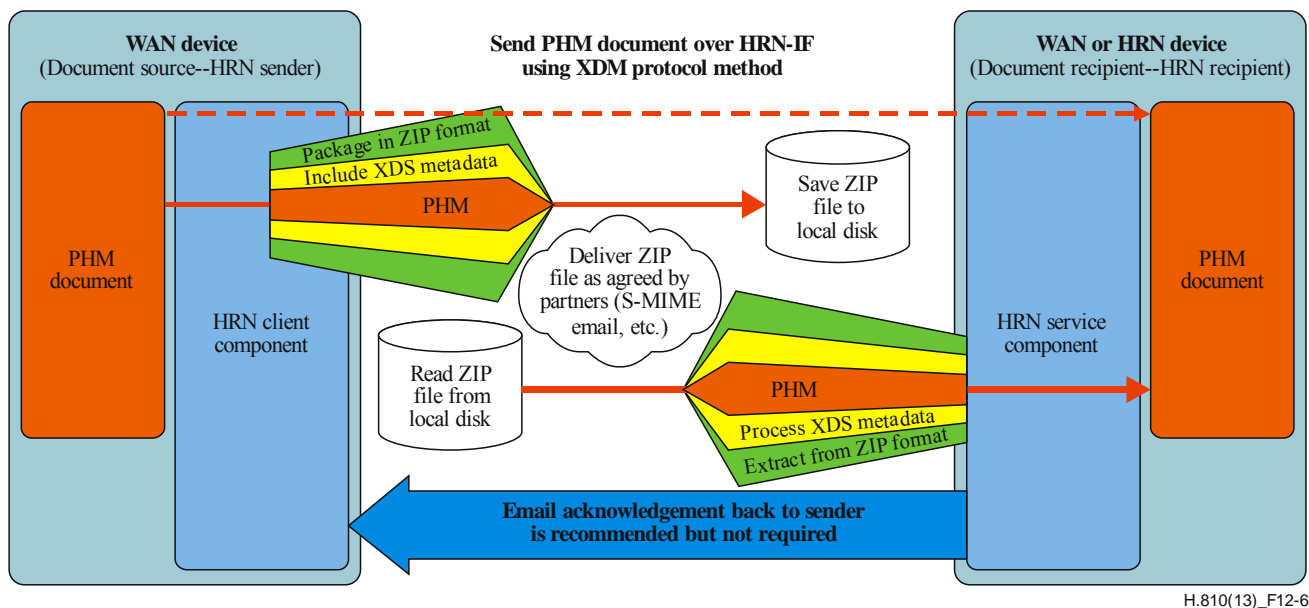 WAN device
(Document source--HRN sender)
Send PHM document over HRN-IF
using XDM protocol method
WAN or HRN device
(Document recipient--HRN recipient)
Package in ZIP format
Include XDS metadata
PHM
PHM
document
HRN client
component
Save ZIP
file to
local disk
Deliver ZIP
file as agreed by
partners (S-MIME
email, etc.)
Read ZIP
file from
local disk
PHM
Process XDS metadata
Extract from ZIP format
HRN service
component
PHM
document
Email acknowledgement back to sender
is recommended but not required
H.810(13)_F12-6